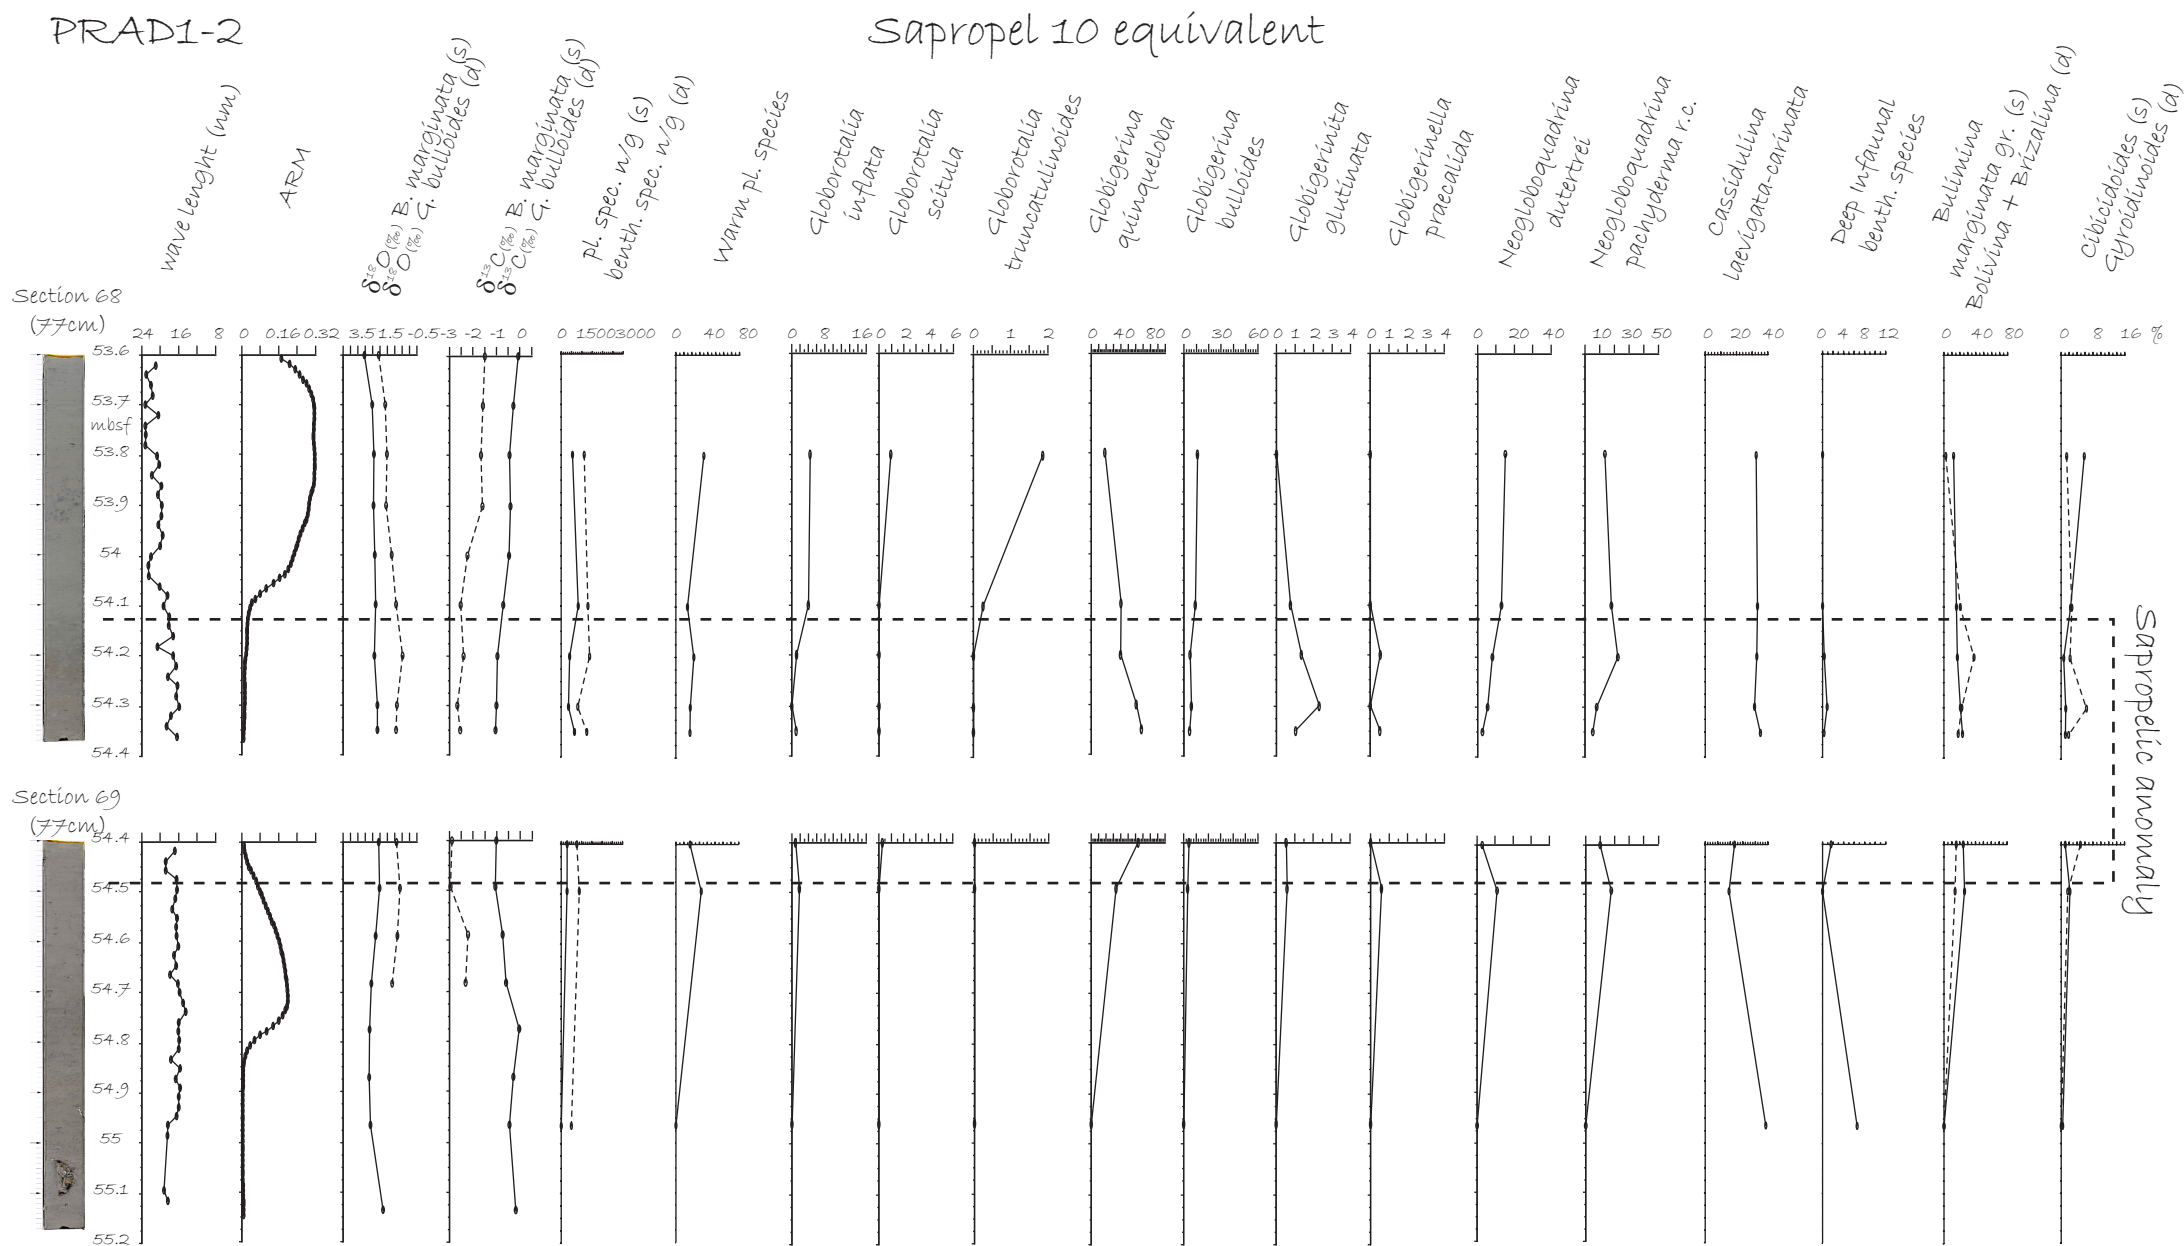 PRAD1-2
Sapropel 10 equivalent
wave lenght (nm)
ARM
δ18O(‰) B. marginata (s)
δ18O(‰) G. bulloides (d)
δ13C(‰) B. marginata (s)
δ13C(‰) G. bulloides (d)
pl. spec. n/g (s)
benth. spec. n/g (d)
Warm pl. species
Globorotalia
inflata
Globorotalia
scitula
Globorotalia
truncatulinoides
Globigerina
quinqueloba
Globigerina
bulloides
Globigerinita
glutinata
Globigerinella
praecalida
Neogloboquadrina
dutertrei
Neogloboquadrina
pachyderma r.c.
Cassidulina
laevigata-carinata
Deep Infaunal
benth. species
Bulimina
marginata gr. (s)
Bolivina + Brizalina (d)
Cibicidoides (s)
Gyroidinoides (d)
Section 68
(77cm)
24 16 8 0 0.16 0.32 3.5 1.5 -0.5 -3 -2 -1 0 0 1500 3000 0 40 80 0 8 16 0 2 4 6 0 1 2 0 40 80 0 30 60 0 1 2 3 4 0 1 2 3 4 0 20 40 10 30 50 0 20 40 0 4 8 12 0 40 80 0 8 16 %
53.6
53.7
mbsf
53.8
53.9
54
54.1
54.2
54.3
54.4
Sapropelic anomaly
Section 69
(77cm)
54.4
54.5
54.6
54.7
54.8
54.9
55
55.1
55.2